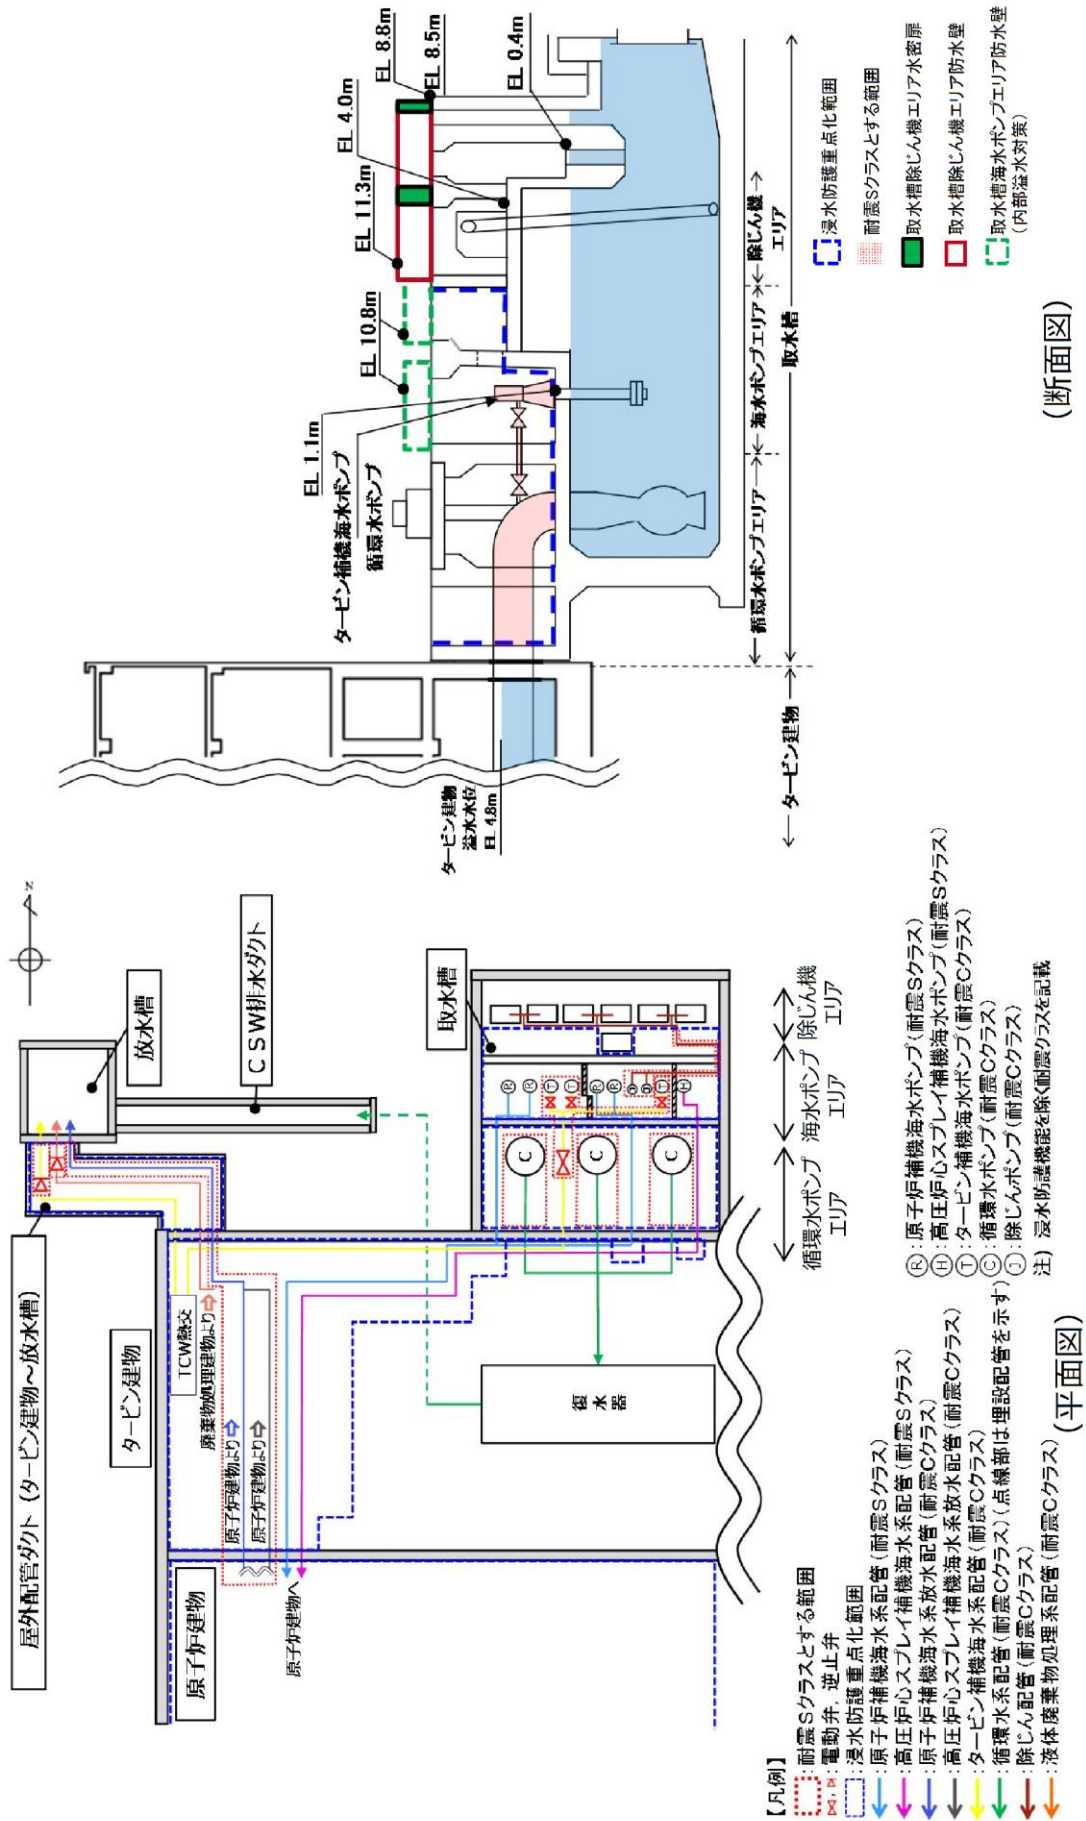 屋外配管ダクト（タービン建物～放水槽）
放水槽
N
ＣＳＷ排水ダクト
取水槽
タービン建物
原子炉建物
TCW熱交
廃棄物処理建物より
原子炉建物より
原子炉建物より
原子炉建物へ
復水器
R
R
T
T
R
R
T
H
C
C
C
循環水ポンプエリア
海水ポンプエリア
除じん機エリア
【凡例】
：耐震Sクラスとする範囲
：電動弁，逆止弁
：浸水防護重点化範囲
：原子炉補機海水系配管（耐震Sクラス）
：高圧炉心スプレイ補機海水系配管（耐震Sクラス）
：原子炉補機海水系放水配管（耐震Cクラス）
：高圧炉心スプレイ補機海水系放水配管（耐震Cクラス）
：タービン補機海水系配管（耐震Cクラス）
：循環水系配管（耐震Cクラス）（点線部は埋設配管を示す）
：除じん配管（耐震Cクラス）
：液体廃棄物処理系配管（耐震Cクラス）
Ⓡ：原子炉補機海水ポンプ（耐震Sクラス）
Ⓗ：高圧炉心スプレイ補機海水ポンプ（耐震Sクラス）
Ⓣ：タービン補機海水ポンプ（耐震Cクラス）
Ⓒ：循環水ポンプ（耐震Cクラス）
Ⓙ：除じんポンプ（耐震Cクラス）
注）浸水防護機能を除く耐震クラスを記載
（平面図）
EL 8.8m
EL 8.5m
EL 11.3m
EL 4.0m
EL 0.4m
EL 10.8m
EL 1.1m
タービン補機海水ポンプ
循環水ポンプ
タービン建物
溢水水位
EL 4.8m
循環水ポンプエリア
海水ポンプエリア
除じん機エリア
タービン建物
取水槽
浸水防護重点化範囲
耐震Sクラスとする範囲
取水槽除じん機エリア水密扉
取水槽除じん機エリア防水壁
取水槽海水ポンプエリア防水壁
（内部溢水対策）
（断面図）